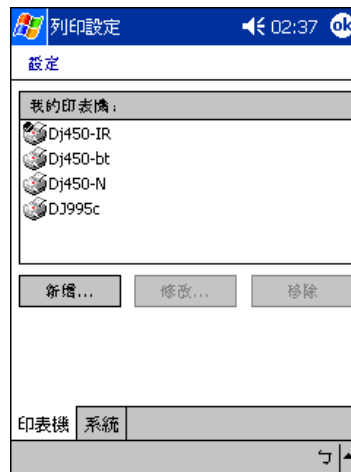 列印設定 02:37 ok
設定
我的印表機：
Dj450-IR
Dj450-bt
Dj450-N
DJ995c
新增... 修改... 移除
印表機 系統
ㄅ